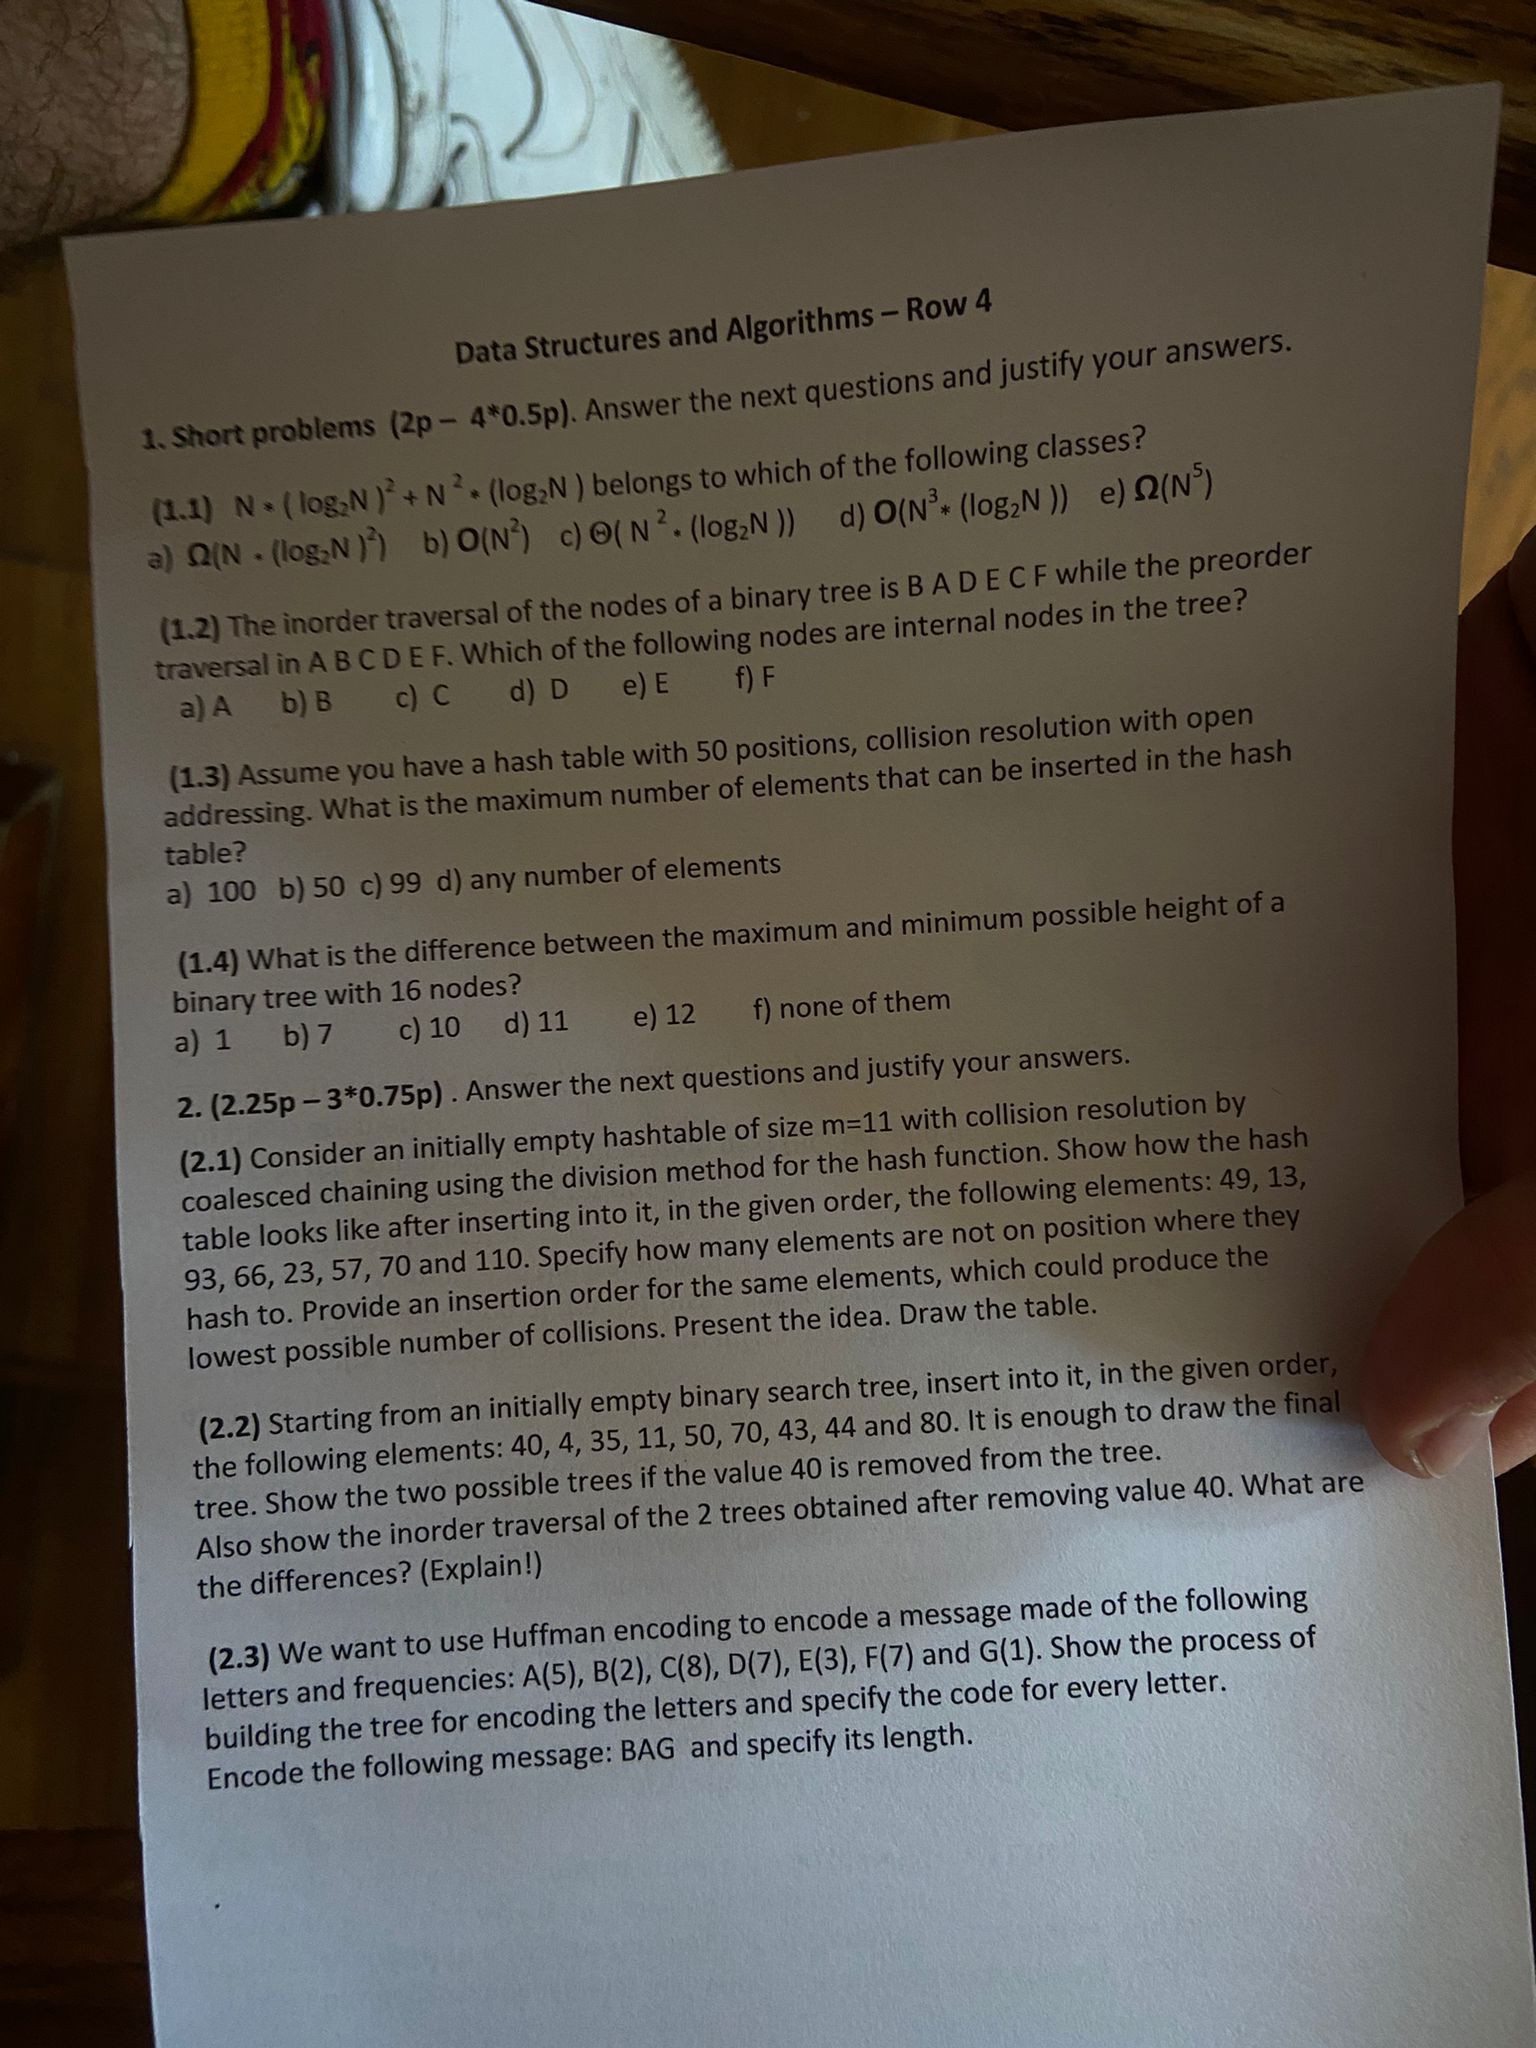 Data Structures and Algorithms – Row 4
1. Short problems (2p – 4*0.5p). Answer the next questions and justify your answers.
(1.1) N * ( log₂N )² + N² * (log₂N ) belongs to which of the following classes?
a) Ω(N * (log₂N )²) b) O(N²) c) Θ( N² * (log₂N )) d) O(N³* (log₂N )) e) Ω(N⁵)
(1.2) The inorder traversal of the nodes of a binary tree is B A D E C F while the preorder
traversal in A B C D E F. Which of the following nodes are internal nodes in the tree?
a) A b) B c) C d) D e) E f) F
(1.3) Assume you have a hash table with 50 positions, collision resolution with open
addressing. What is the maximum number of elements that can be inserted in the hash
table?
a) 100 b) 50 c) 99 d) any number of elements
(1.4) What is the difference between the maximum and minimum possible height of a
binary tree with 16 nodes?
a) 1 b) 7 c) 10 d) 11 e) 12 f) none of them
2. (2.25p – 3*0.75p) . Answer the next questions and justify your answers.
(2.1) Consider an initially empty hashtable of size m=11 with collision resolution by
coalesced chaining using the division method for the hash function. Show how the hash
table looks like after inserting into it, in the given order, the following elements: 49, 13,
93, 66, 23, 57, 70 and 110. Specify how many elements are not on position where they
hash to. Provide an insertion order for the same elements, which could produce the
lowest possible number of collisions. Present the idea. Draw the table.
(2.2) Starting from an initially empty binary search tree, insert into it, in the given order,
the following elements: 40, 4, 35, 11, 50, 70, 43, 44 and 80. It is enough to draw the final
tree. Show the two possible trees if the value 40 is removed from the tree.
Also show the inorder traversal of the 2 trees obtained after removing value 40. What are
the differences? (Explain!)
(2.3) We want to use Huffman encoding to encode a message made of the following
letters and frequencies: A(5), B(2), C(8), D(7), E(3), F(7) and G(1). Show the process of
building the tree for encoding the letters and specify the code for every letter.
Encode the following message: BAG and specify its length.